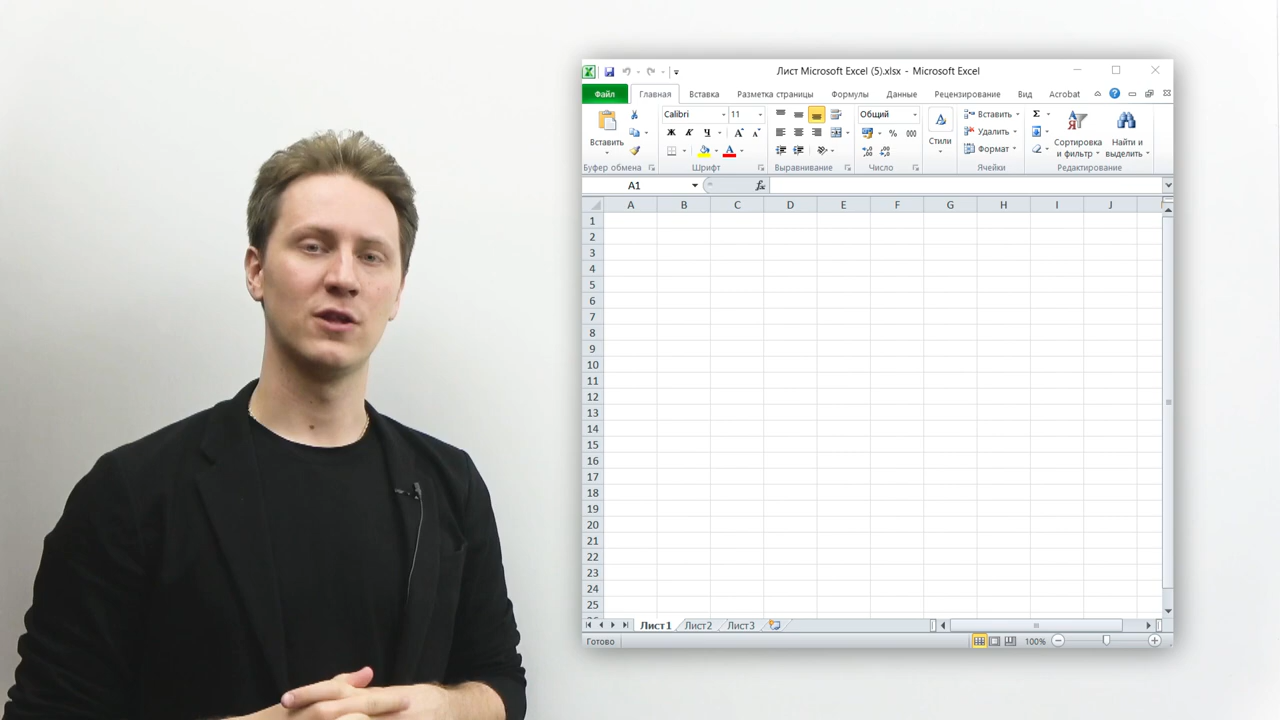 Лист Microsoft Excel (5).xlsx - Microsoft Excel
Файл Главная Вставка Разметка страницы Формулы Данные Рецензирование Вид Acrobat
Calibri 11 Общий Вставить Σ
Вставить Ж К Ч А А % 000 Стили Удалить Сортировка и фильтр Найти и выделить
А Формат
Буфер обмена Шрифт Выравнивание Число Ячейки Редактирование
A1 fx
A B C D E F G H I J
1
2
3
4
5
6
7
8
9
10
11
12
13
14
15
16
17
18
19
20
21
22
23
24
25
Лист1 Лист2 Лист3
Готово 100%